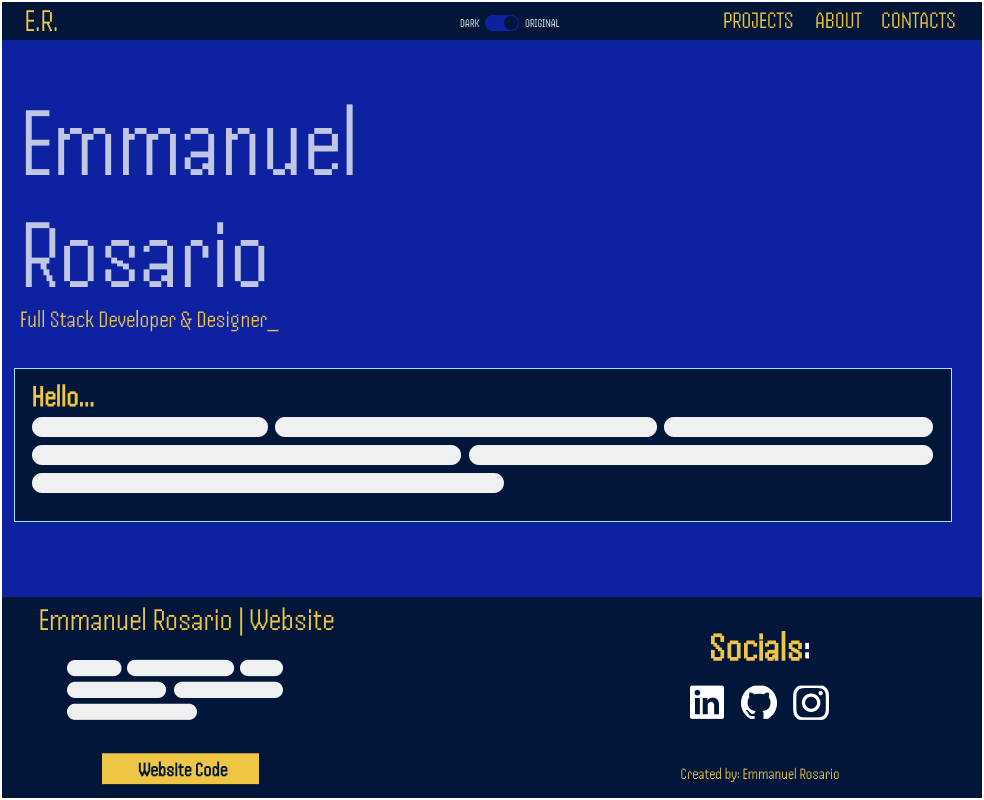 E.R.
DARK ORIGINAL
PROJECTS ABOUT CONTACTS
Emmanuel
Rosario
Full Stack Developer & Designer_
Hello...
Emmanuel Rosario | Website
Website Code
Socials:
in
Created by: Emmanuel Rosario